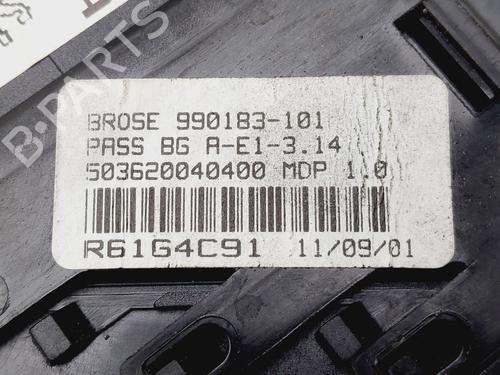 B-PARTS
BROSE 990183-101
PASS BG A-E1-3.14
503620040400 MDP 1.0
R61G4C91 11/09/01